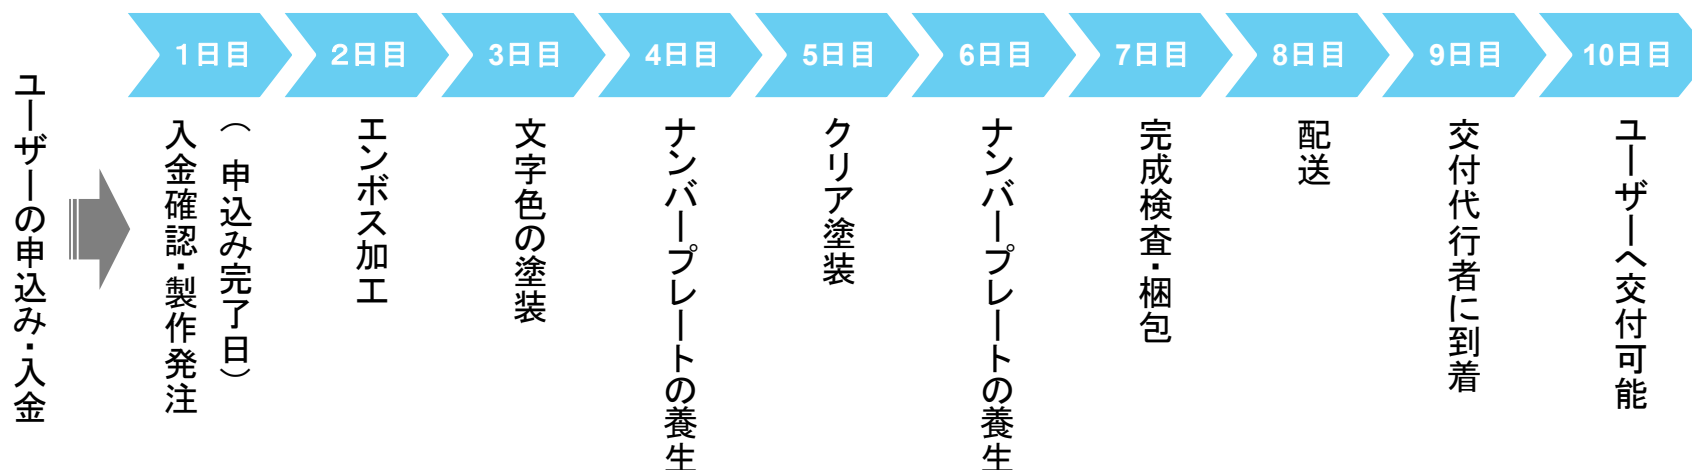 ユーザーの申込み・入金
1日目
入金確認・製作発注
（申込み完了日）
2日目
エンボス加工
3日目
文字色の塗装
4日目
ナンバープレートの養生
5日目
クリア塗装
6日目
ナンバープレートの養生
7日目
完成検査・梱包
8日目
配送
9日目
交付代行者に到着
10日目
ユーザーへ交付可能